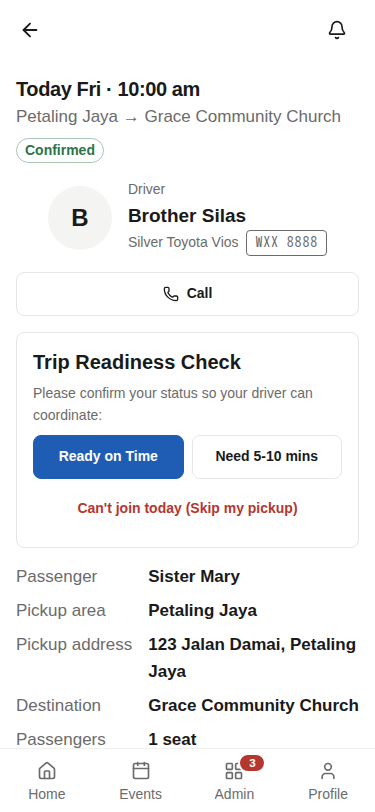 Today Fri · 10:00 am
Petaling Jaya → Grace Community Church
Confirmed
B
Driver
Brother Silas
Silver Toyota Vios WXX 8888
Call
Trip Readiness Check
Please confirm your status so your driver can
coordinate:
Ready on Time
Need 5-10 mins
Can't join today (Skip my pickup)
Passenger Sister Mary
Pickup area Petaling Jaya
Pickup address 123 Jalan Damai, Petaling
Jaya
Destination Grace Community Church
Passengers 1 seat
3
Home Events Admin Profile